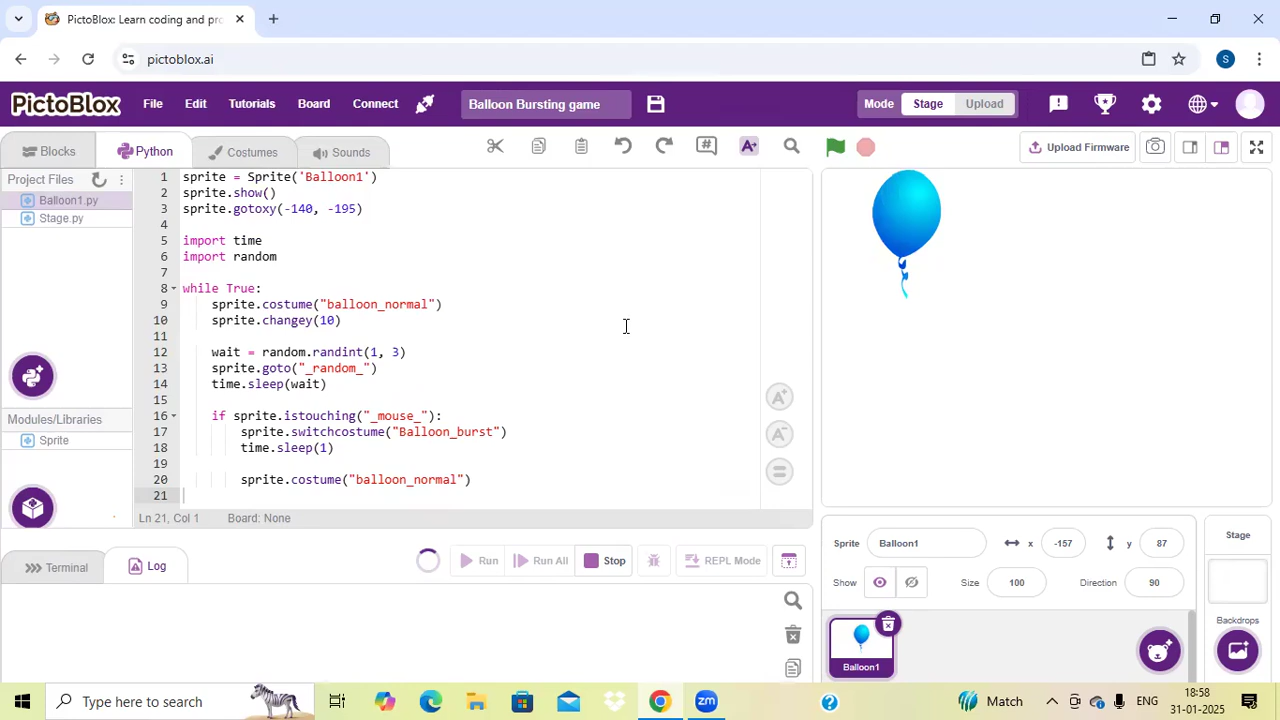 PictoBlox: Learn coding and pro
pictoblox.ai
S
PictoBlox File Edit Tutorials Board Connect Balloon Bursting game Mode Stage Upload
Blocks Python Costumes Sounds Upload Firmware
Project Files
Balloon1.py
Stage.py
1 sprite = Sprite('Balloon1')
2 sprite.show()
3 sprite.gotoxy(-140, -195)
4
5 import time
6 import random
7
8 while True:
9 sprite.costume("balloon_normal")
10 sprite.changey(10)
11
12 wait = random.randint(1, 3)
13 sprite.goto("_random_")
14 time.sleep(wait)
15
16 if sprite.istouching("_mouse_"):
17 sprite.switchcostume("Balloon_burst")
18 time.sleep(1)
19
20 sprite.costume("balloon_normal")
21
Modules/Libraries
Sprite
Ln 21, Col 1 Board: None
Terminal Log Run Run All Stop REPL Mode
Sprite Balloon1 x -157 y 87
Show Size 100 Direction 90
Balloon1
Stage
Backdrops
Type here to search
zm
Match
ENG
18:58
31-01-2025
1